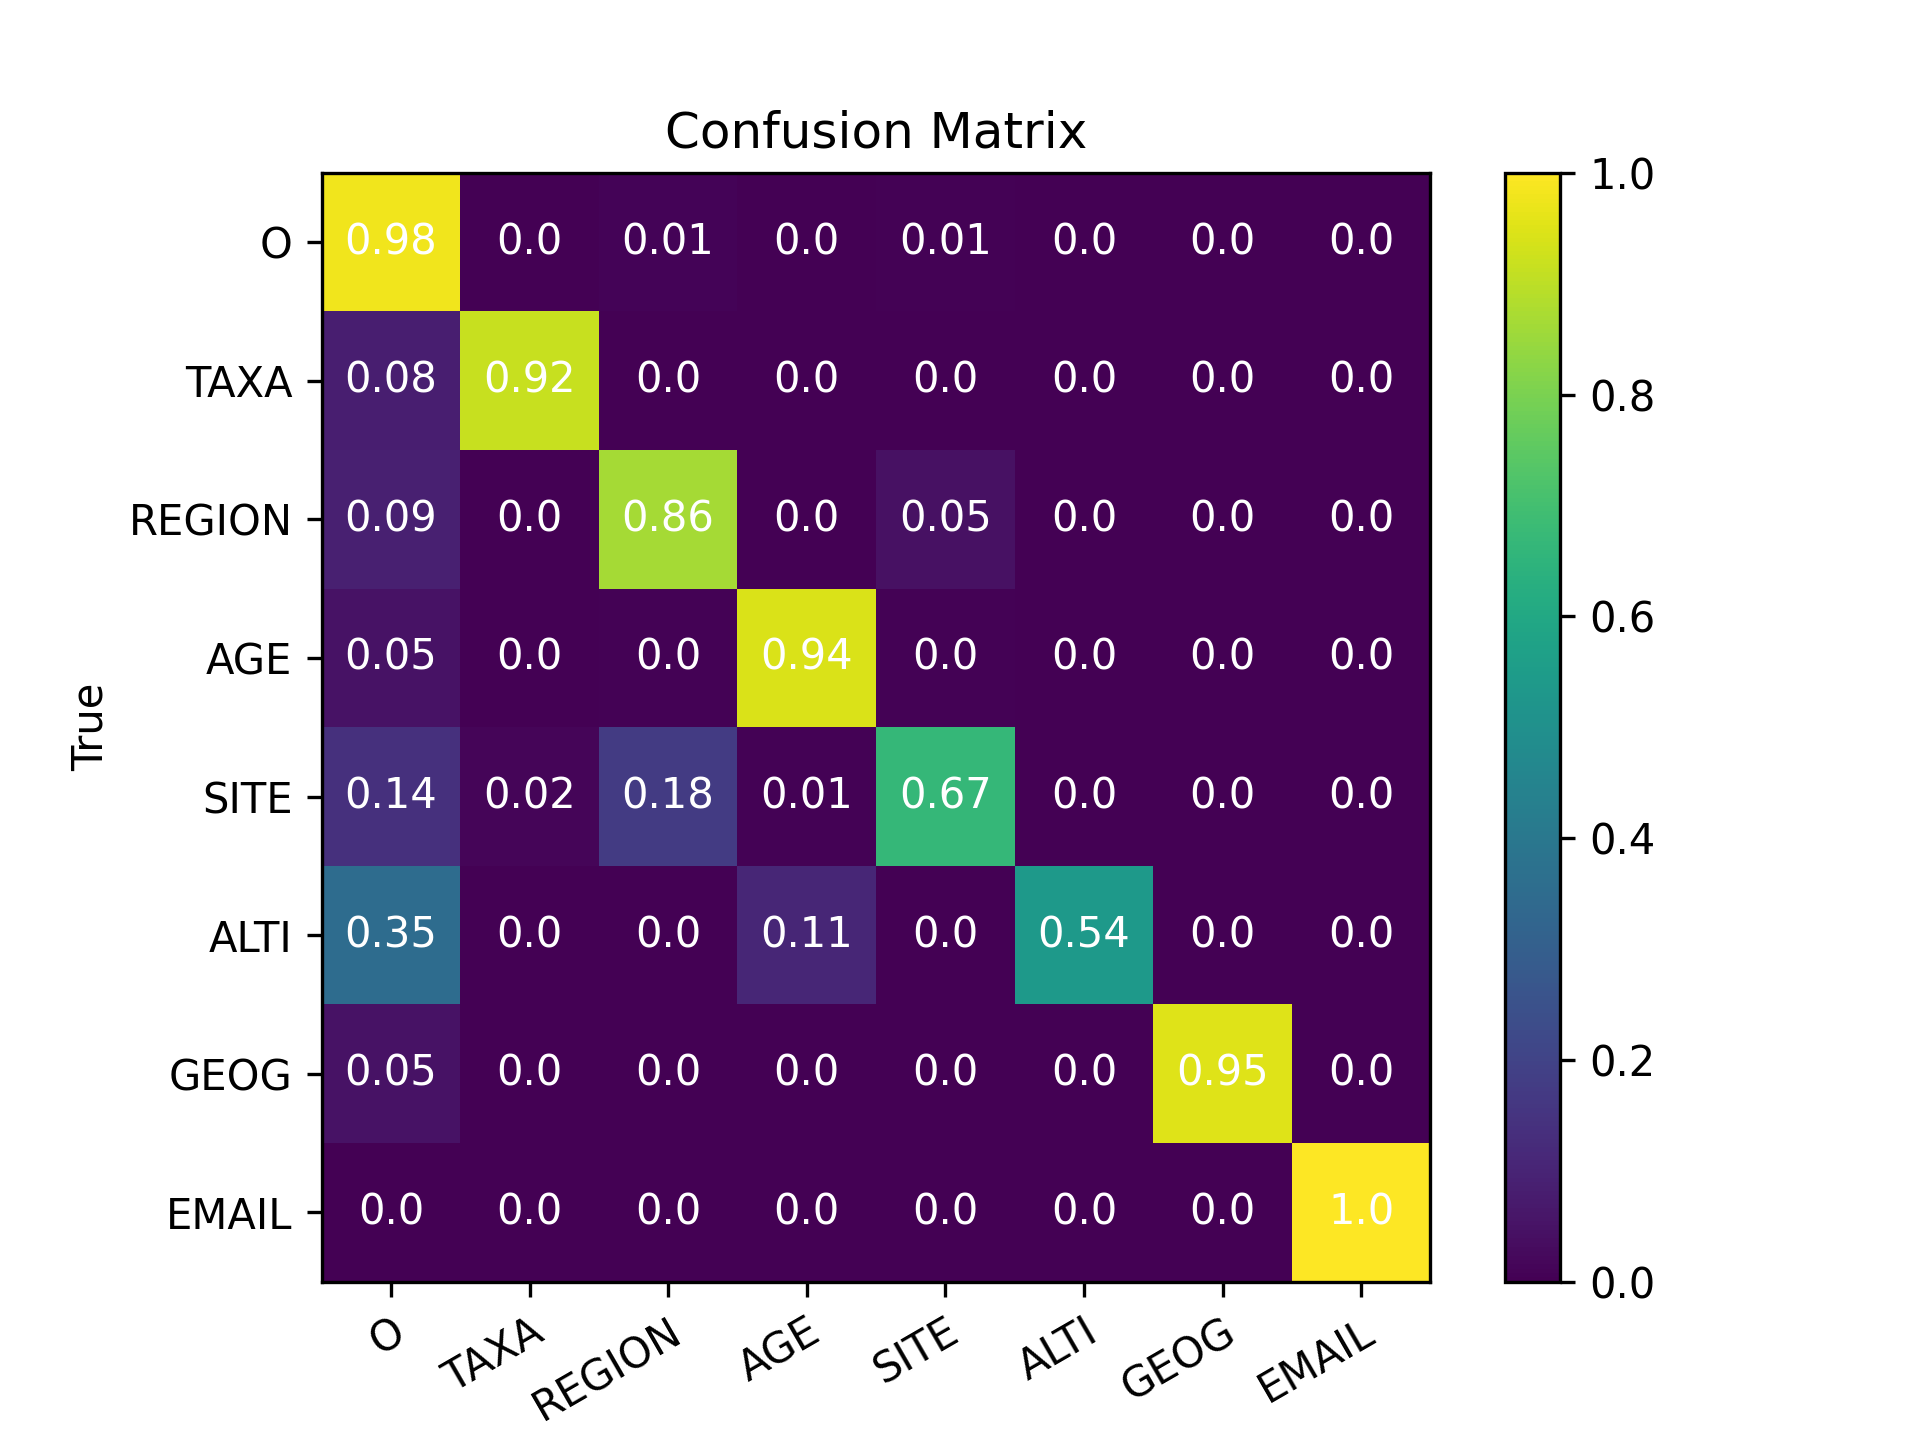 Confusion Matrix
O 0.98 0.0 0.01 0.0 0.01 0.0 0.0 0.0
TAXA 0.08 0.92 0.0 0.0 0.0 0.0 0.0 0.0
REGION 0.09 0.0 0.86 0.0 0.05 0.0 0.0 0.0
AGE 0.05 0.0 0.0 0.94 0.0 0.0 0.0 0.0
SITE 0.14 0.02 0.18 0.01 0.67 0.0 0.0 0.0
ALTI 0.35 0.0 0.0 0.11 0.0 0.54 0.0 0.0
GEOG 0.05 0.0 0.0 0.0 0.0 0.0 0.95 0.0
EMAIL 0.0 0.0 0.0 0.0 0.0 0.0 0.0 1.0
O TAXA REGION AGE SITE ALTI GEOG EMAIL
True
1.0
0.8
0.6
0.4
0.2
0.0